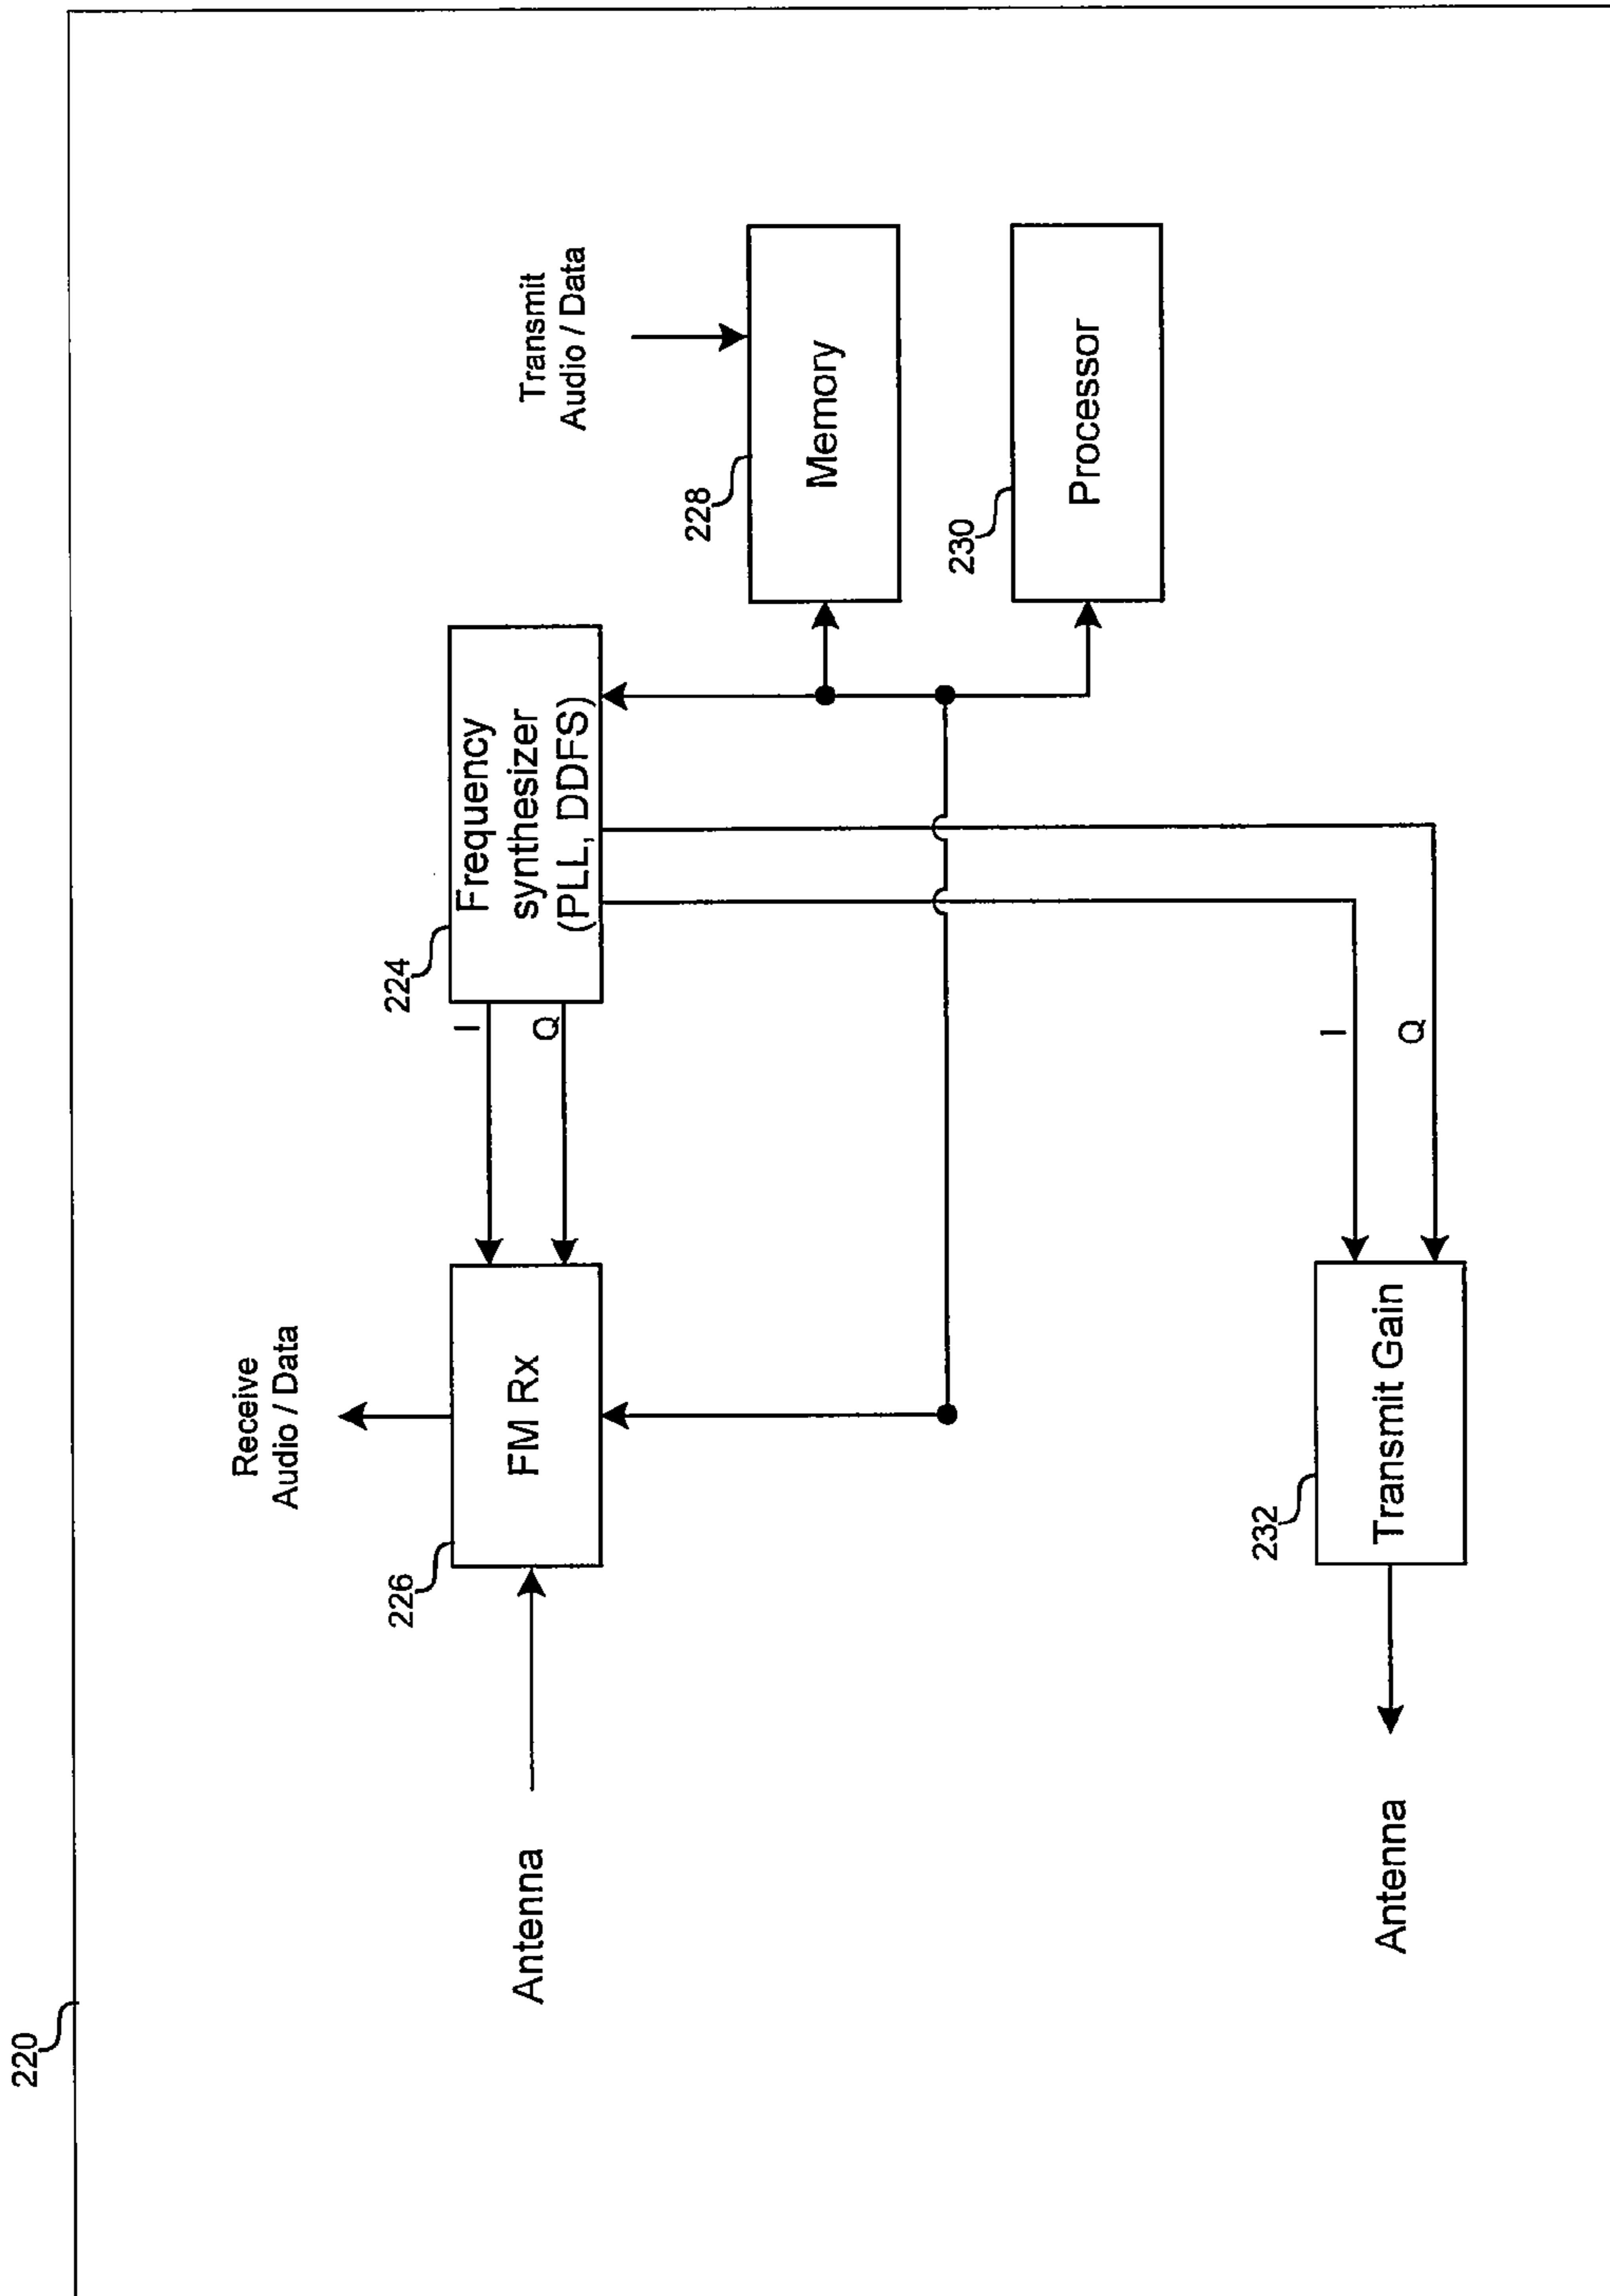 220
Receive
Audio / Data
226
224
Antenna
FM Rx
I
Q
Frequency
synthesizer
(PLL, DDFS)
Transmit
Audio / Data
228
Memory
230
Processor
232
Antenna
Transmit Gain
I
Q